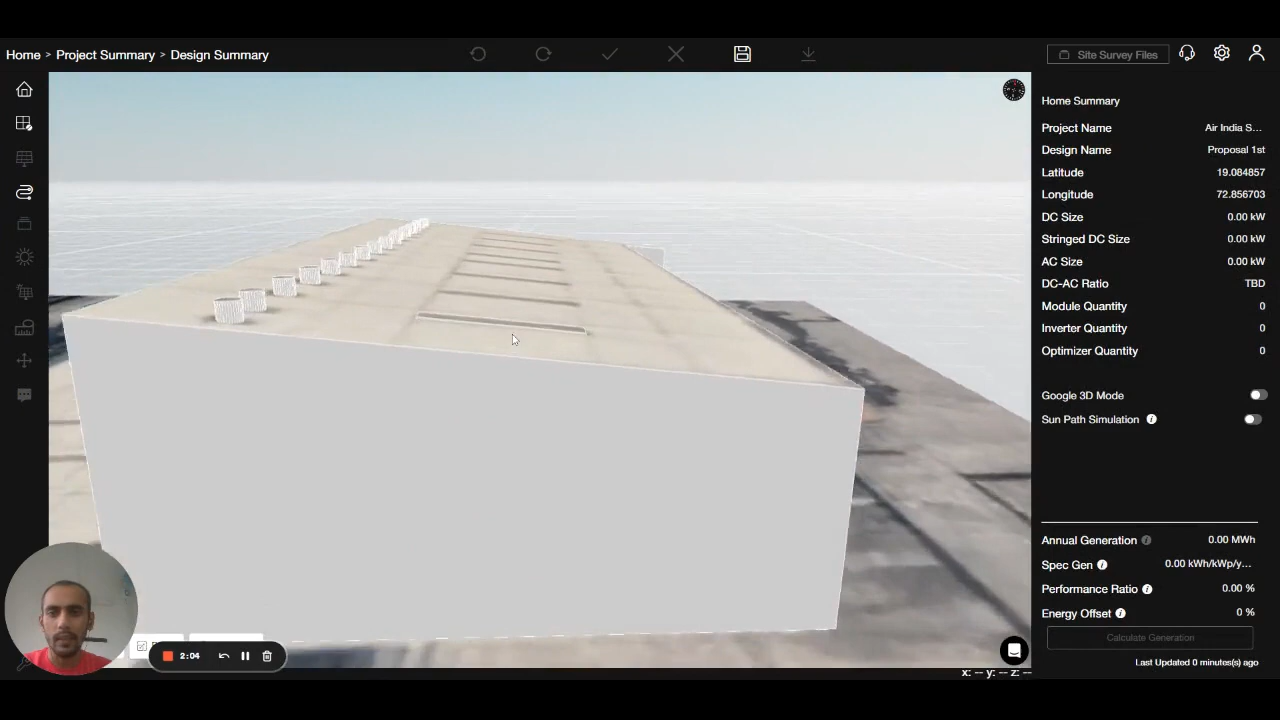 Home > Project Summary > Design Summary
Site Survey Files
Home Summary
Project Name Air India S...
Design Name Proposal 1st
Latitude 19.084857
Longitude 72.856703
DC Size 0.00 kW
Stringed DC Size 0.00 kW
AC Size 0.00 kW
DC-AC Ratio TBD
Module Quantity 0
Inverter Quantity 0
Optimizer Quantity 0
Google 3D Mode
Sun Path Simulation
Annual Generation 0.00 MWh
Spec Gen 0.00 kWh/kWp/y...
Performance Ratio 0.00 %
Energy Offset 0 %
Calculate Generation
Last Updated 0 minutes(s) ago
2:04
x: -- y: -- z: --